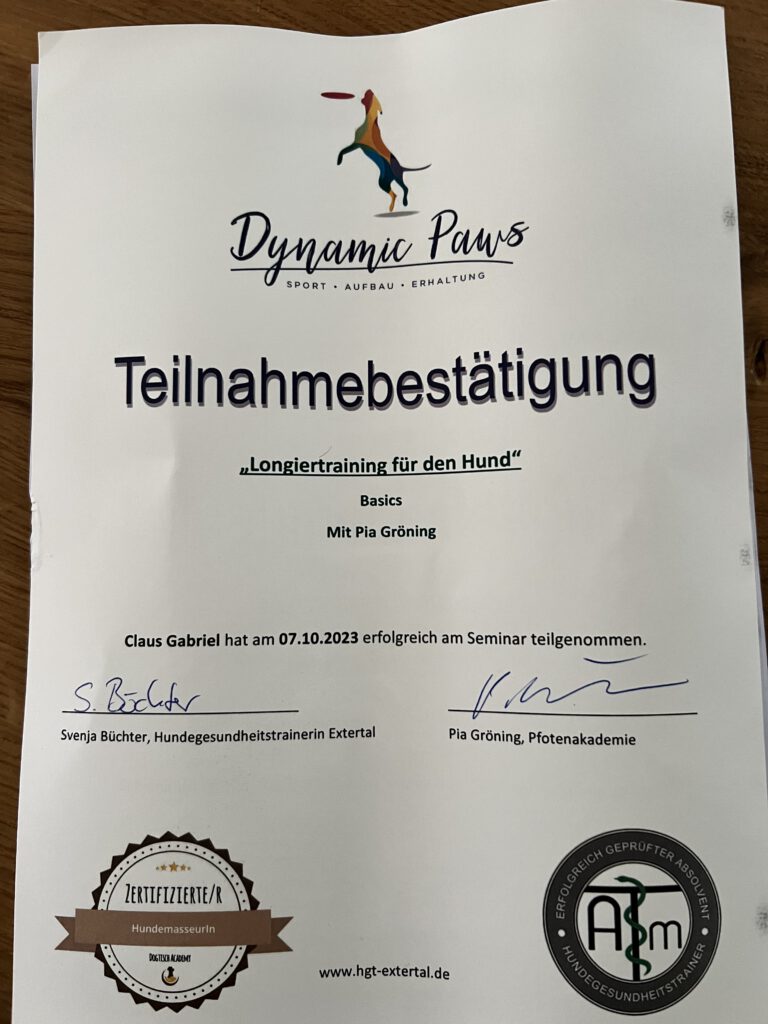 Dynamic Paws
SPORT • AUFBAU • ERHALTUNG
Teilnahmebestätigung
„Longiertraining für den Hund“
Basics
Mit Pia Gröning
Claus Gabriel hat am 07.10.2023 erfolgreich am Seminar teilgenommen.
S. Büchter
Svenja Büchter, Hundegesundheitstrainerin Extertal
Pia Gröning, Pfotenakademie
ZERTIFIZIERTE/R
HundemasseurIn
DOGTISCH ACADEMY
www.hgt-extertal.de
ERFOLGREICH GEPRÜFTER ABSOLVENT
ATm
HUNDEGESUNDHEITSTRAINER